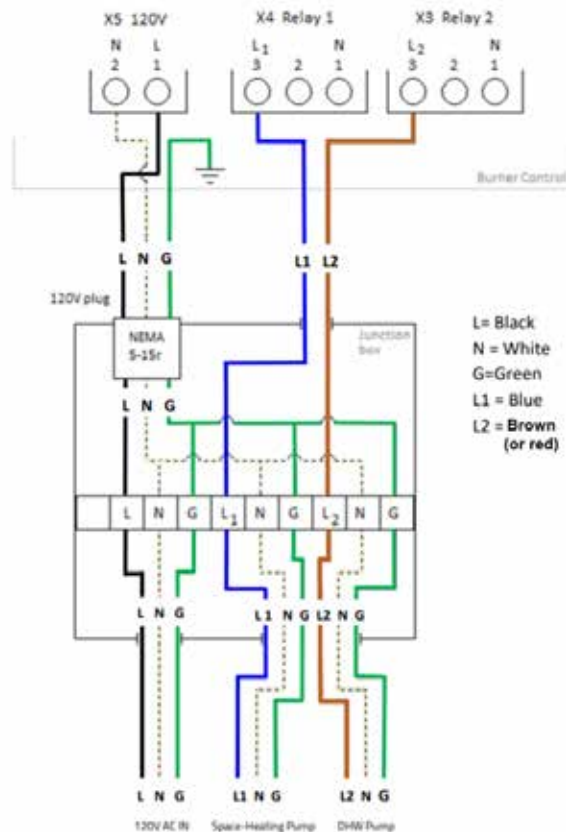 X5 120V
X4 Relay 1
X3 Relay 2
N L
L1 N
L2 N
2 1
3 2 1
3 2 1
Burner Control
L N G
L1 L2
120V plug
NEMA
5-15r
Junction
box
L= Black
N = White
G=Green
L1 = Blue
L2 = Brown
(or red)
L N G
L N G L1 N G L2 N G
L N G
L1 N G
L2 N G
L N G
L1 N G
L2 N G
120V AC IN
Space-Heating Pump
DHW Pump